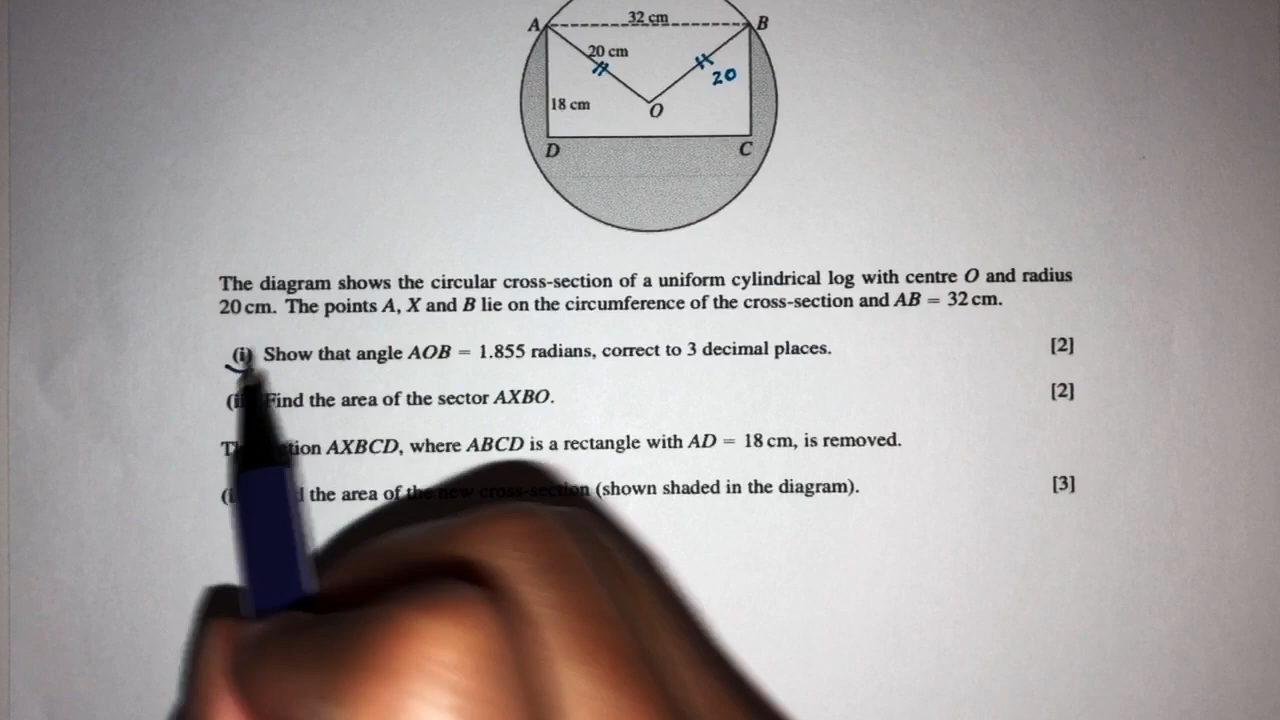 A 32 cm B
20 cm
20
18 cm O
D C
The diagram shows the circular cross-section of a uniform cylindrical log with centre O and radius
20 cm. The points A, X and B lie on the circumference of the cross-section and AB = 32 cm.
(i) Show that angle AOB = 1.855 radians, correct to 3 decimal places. [2]
Find the area of the sector AXBO. [2]
AXBCD, where ABCD is a rectangle with AD = 18 cm, is removed.
the area of the new cross-section (shown shaded in the diagram). [3]